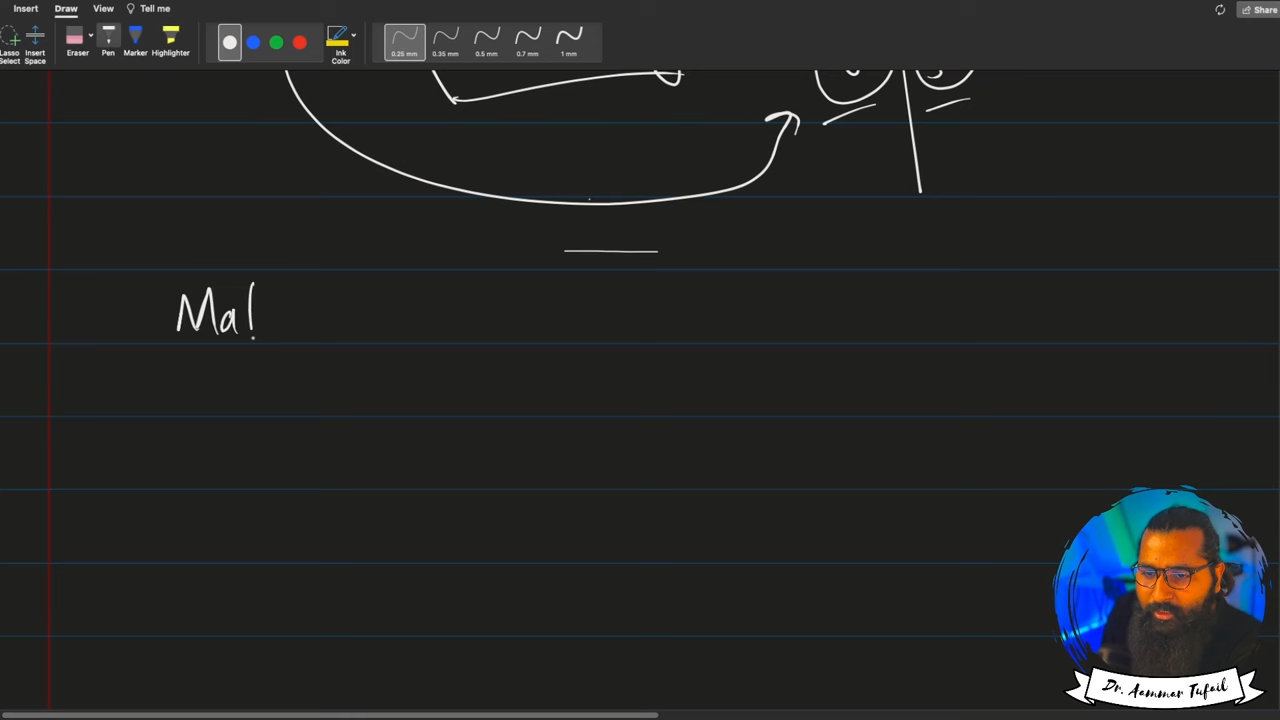 Insert Draw View Tell me
Share
Lasso Select
Insert Space
Eraser
Pen
Marker
Highlighter
Ink Color
0.25 mm
0.35 mm
0.5 mm
0.7 mm
1 mm
Mal
Dr. Aammar Tufail